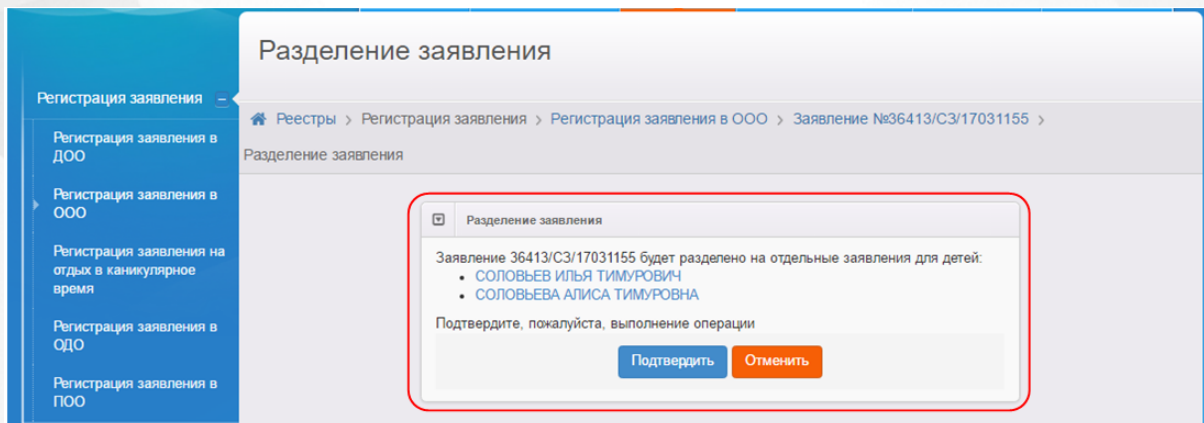 Разделение заявления
Регистрация заявления
Регистрация заявления в
ДОО
Регистрация заявления в
ООО
Регистрация заявления на
отдых в каникулярное
время
Регистрация заявления в
ОДО
Регистрация заявления в
ПОО
Реестры > Регистрация заявления > Регистрация заявления в ООО > Заявление №36413/СЗ/17031155 >
Разделение заявления
Разделение заявления
Заявление 36413/СЗ/17031155 будет разделено на отдельные заявления для детей:
• СОЛОВЬЕВ ИЛЬЯ ТИМУРОВИЧ
• СОЛОВЬЕВА АЛИСА ТИМУРОВНА
Подтвердите, пожалуйста, выполнение операции
Подтвердить Отменить